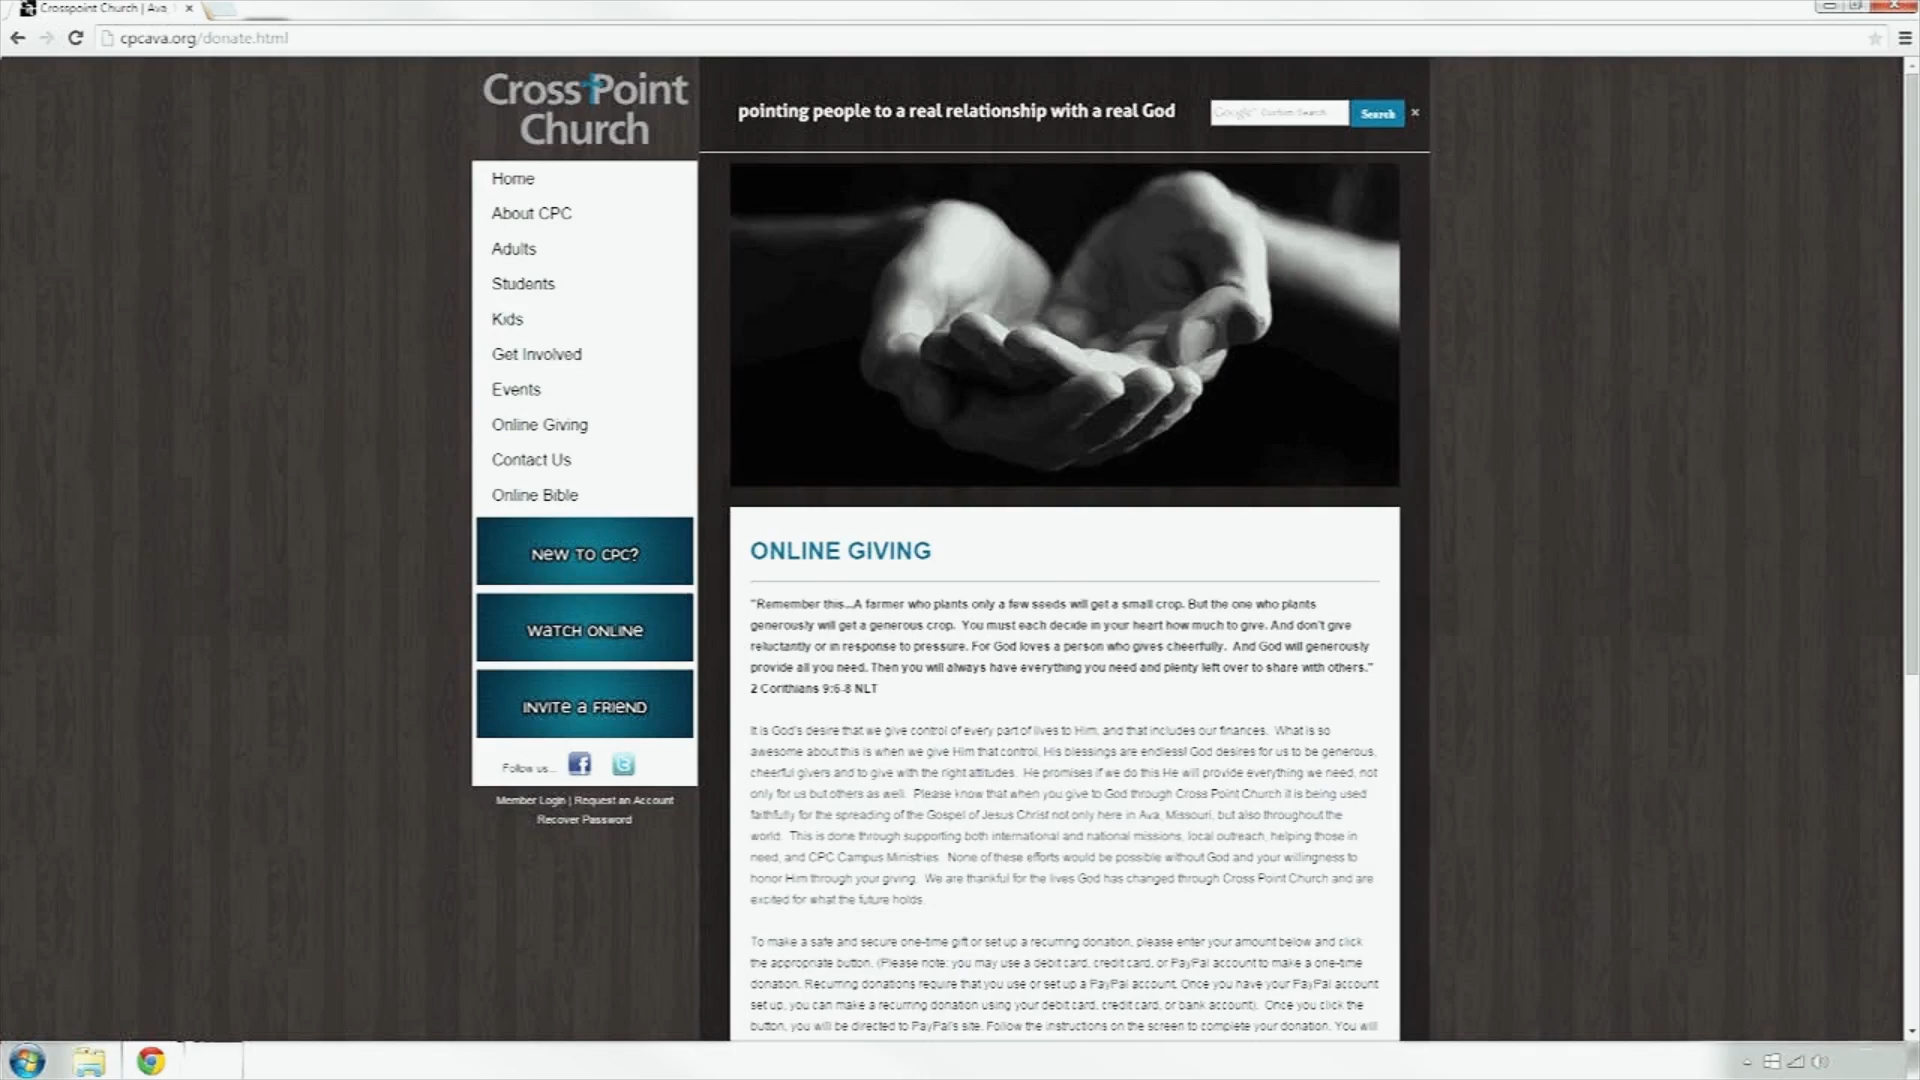 Crosspoint Church | Ava
cpcava.org/donate.html
Cross Point
Church
pointing people to a real relationship with a real God
Google Custom Search
Search
Home
About CPC
Adults
Students
Kids
Get Involved
Events
Online Giving
Contact Us
Online Bible
New to CPC?
Watch Online
Invite a Friend
Follow us...
Member Login | Request an Account
Recover Password
ONLINE GIVING
"Remember this...A farmer who plants only a few seeds will get a small crop. But the one who plants
generously will get a generous crop. You must each decide in your heart how much to give. And don't give
reluctantly or in response to pressure. For God loves a person who gives cheerfully. And God will generously
provide all you need. Then you will always have everything you need and plenty left over to share with others."
2 Corithians 9:6-8 NLT
It is God's desire that we give control of every part of lives to Him, and that includes our finances. What is so
awesome about this is when we give Him that control, His blessings are endless! God desires for us to be generous,
cheerful givers and to give with the right attitudes. He promises if we do this He will provide everything we need, not
only for us but others as well. Please know that when you give to God through Cross Point Church it is being used
faithfully for the spreading of the Gospel of Jesus Christ not only here in Ava, Missouri, but also throughout the
world. This is done through supporting both international and national missions, local outreach, helping those in
need, and CPC Campus Ministries. None of these efforts would be possible without God and your willingness to
honor Him through your giving. We are thankful for the lives God has changed through Cross Point Church and are
excited for what the future holds.
To make a safe and secure one-time gift or set up a recurring donation, please enter your amount below and click
the appropriate button. (Please note: you may use a debit card, credit card, or PayPal account to make a one-time
donation. Recurring donations require that you use or set up a PayPal account. Once you have your PayPal account
set up, you can make a recurring donation using your debit card, credit card, or bank account). Once you click the
button, you will be directed to PayPal's site. Follow the instructions on the screen to complete your donation. You will